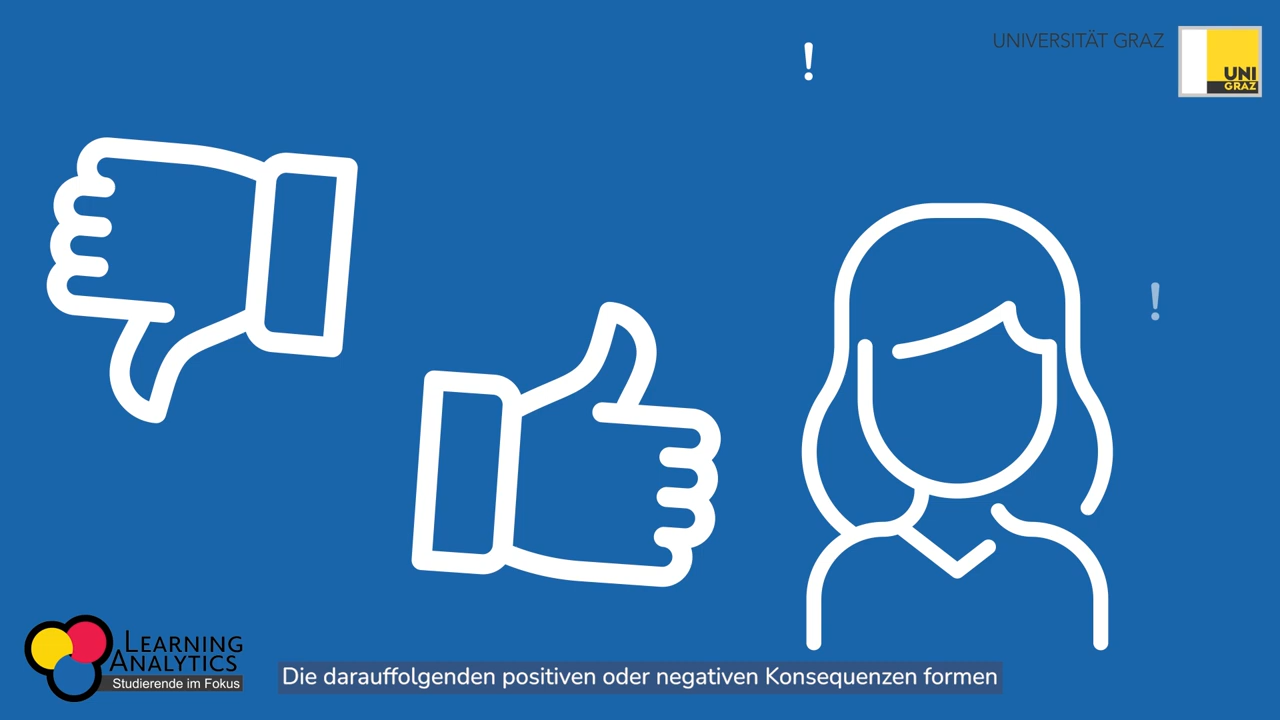 !
UNIVERSITÄT GRAZ
UNI
GRAZ
!
LEARNING
ANALYTICS
Studierende im Fokus
Die darauffolgenden positiven oder negativen Konsequenzen formen